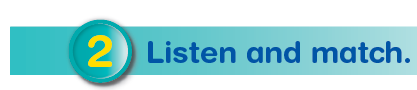 2 Listen and match.